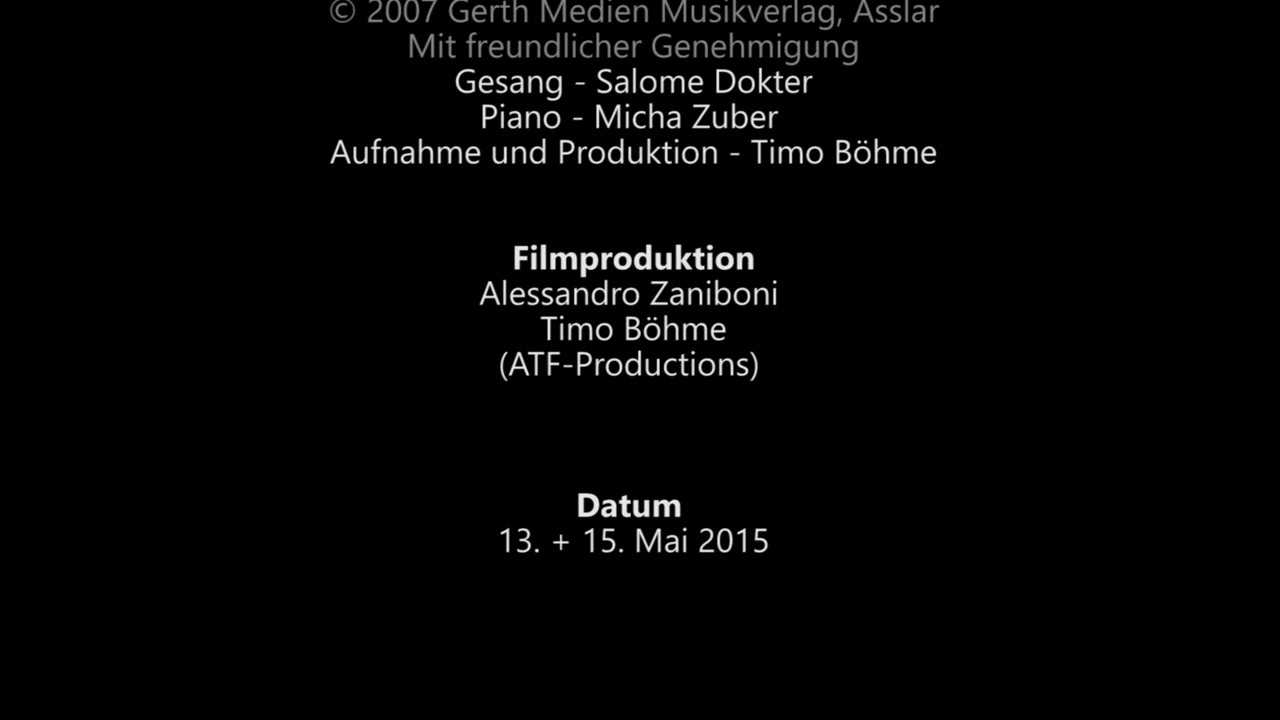 © 2007 Gerth Medien Musikverlag, Asslar
Mit freundlicher Genehmigung
Gesang - Salome Dokter
Piano - Micha Zuber
Aufnahme und Produktion - Timo Böhme
Filmproduktion
Alessandro Zaniboni
Timo Böhme
(ATF-Productions)
Datum
13. + 15. Mai 2015